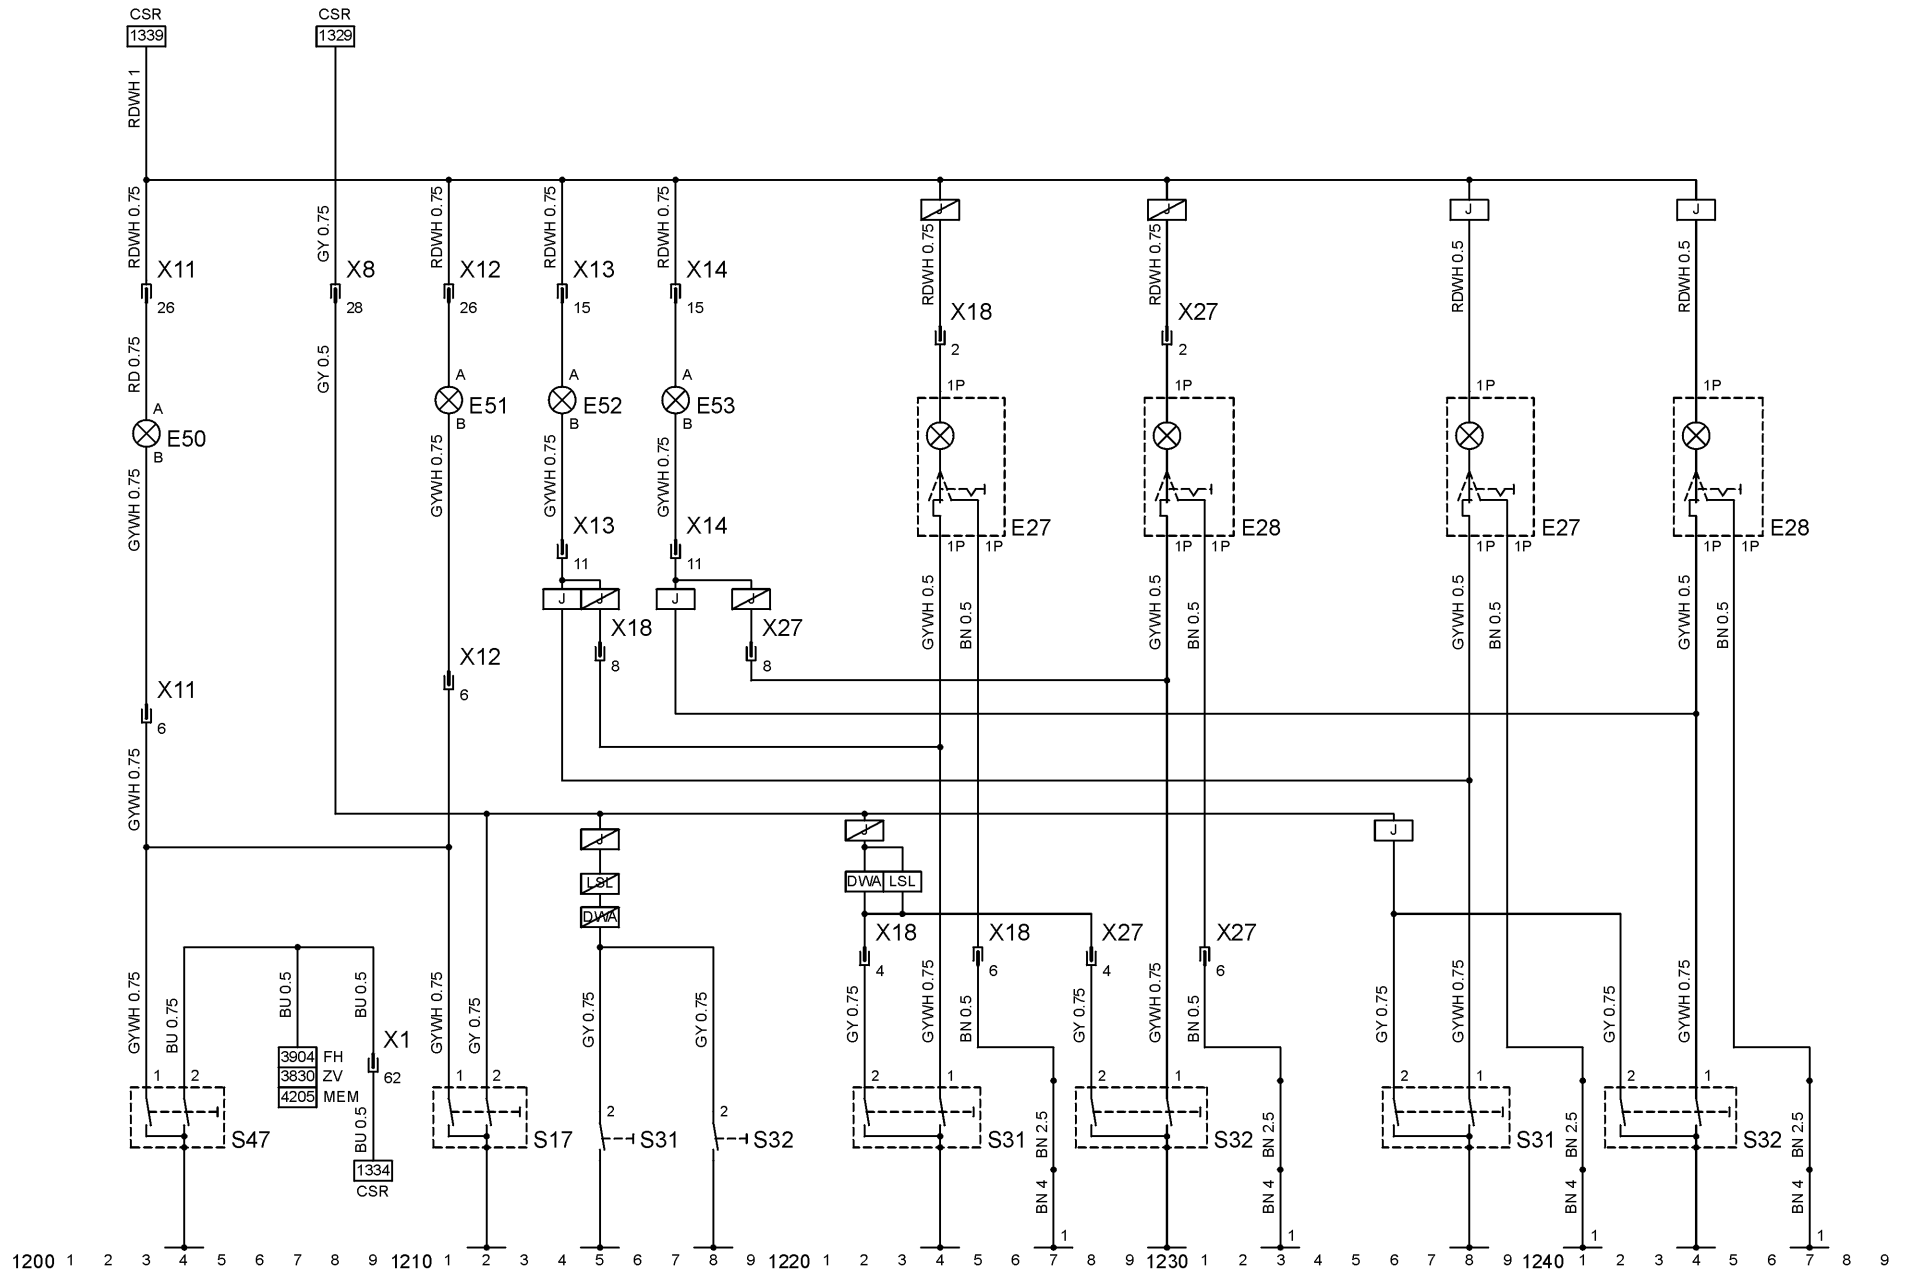 CSR CSR
1339 1329
RDWH 1
RDWH 0.75 GY 0.75 RDWH 0.75 RDWH 0.75 RDWH 0.75
J J J J
RDWH 0.75 RDWH 0.75 RDWH 0.5 RDWH 0.5
X11 X8 X12 X13 X14
26 28 26 15 15
X18 X27
2 2
RD 0.75 GY 0.5
A A A A
1P 1P 1P 1P
E50 E51 E52 E53
B B B B
GYWH 0.75 GYWH 0.75 GYWH 0.75 GYWH 0.75
E27 E28 E27 E28
X13 X14
11 11
1P 1P 1P 1P 1P 1P 1P 1P
J J J J
GYWH 0.5 BN 0.5 GYWH 0.5 BN 0.5 GYWH 0.5 BN 0.5 GYWH 0.5 BN 0.5
X18 X27
8 8
X12
6
X11
6
GYWH 0.75
J J J
LSL DWA LSL
DWA
X18 X18 X27 X27
4 6 4 6
GYWH 0.75 BU 0.75 BU 0.5 BU 0.5 GYWH 0.75 GY 0.75 GY 0.75 GY 0.75 GY 0.75 GYWH 0.75 BN 0.5 GY 0.75 GYWH 0.75 BN 0.5 GY 0.75 GYWH 0.75 GY 0.75 GYWH 0.75
X1
62
3904 FH
3830 ZV
4205 MEM
1 2 1 2 2 1 2 1 2 1 2 1
2 2
BU 0.5 BN 2.5 BN 2.5 BN 2.5 BN 2.5
S47 S17 S31 S32 S31 S32 S31 S32
1334
CSR
BN 4 BN 4 BN 4 BN 4
1 1 1 1
1200 1 2 3 4 5 6 7 8 9 1210 1 2 3 4 5 6 7 8 9 1220 1 2 3 4 5 6 7 8 9 1230 1 2 3 4 5 6 7 8 9 1240 1 2 3 4 5 6 7 8 9